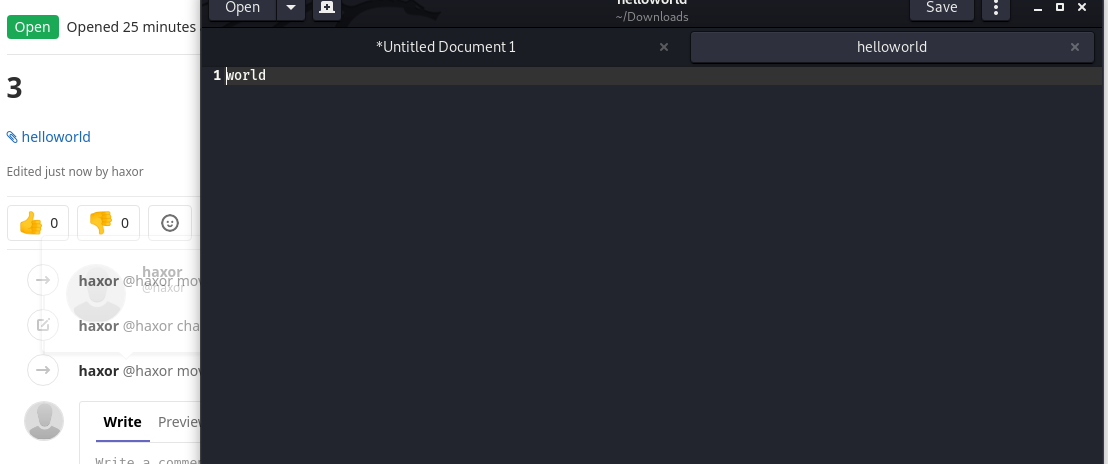 Open Opened 25 minutes
3
helloworld
Edited just now by haxor
0 0
haxor
@haxor
haxor @haxor mov
haxor @haxor cha
haxor @haxor mov
Write Preview
Write a comme
Open
helloworld
~/Downloads
Save
*Untitled Document 1
helloworld
1 world